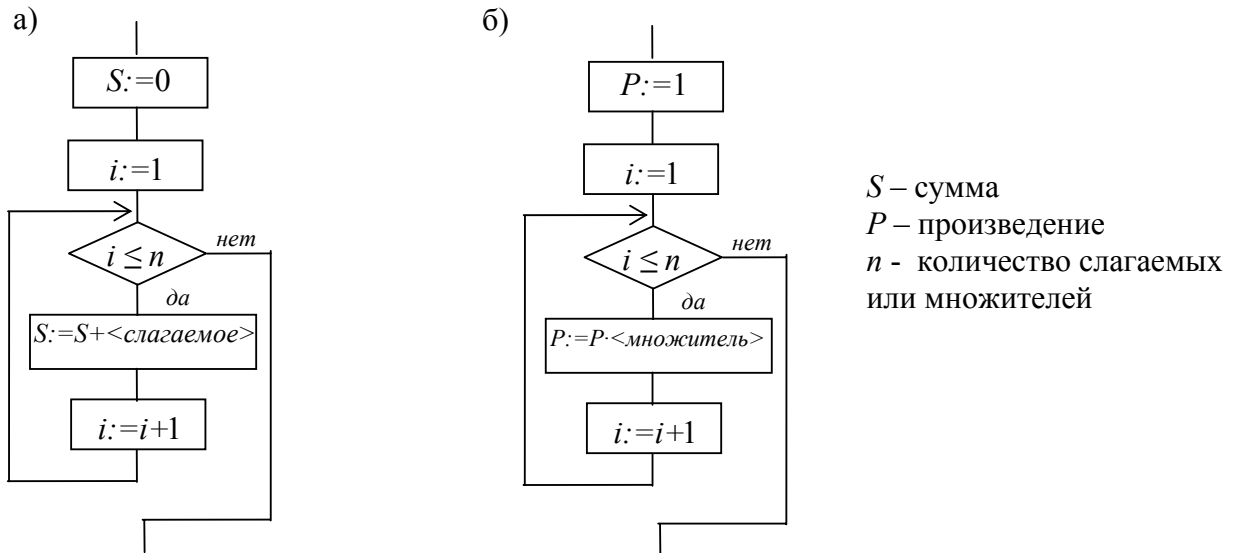 а)
S:=0
i:=1
i ≤ n
нет
да
S:=S+<слагаемое>
i:=i+1
б)
P:=1
i:=1
i ≤ n
нет
да
P:=P·<множитель>
i:=i+1
S – сумма
P – произведение
n - количество слагаемых
или множителей